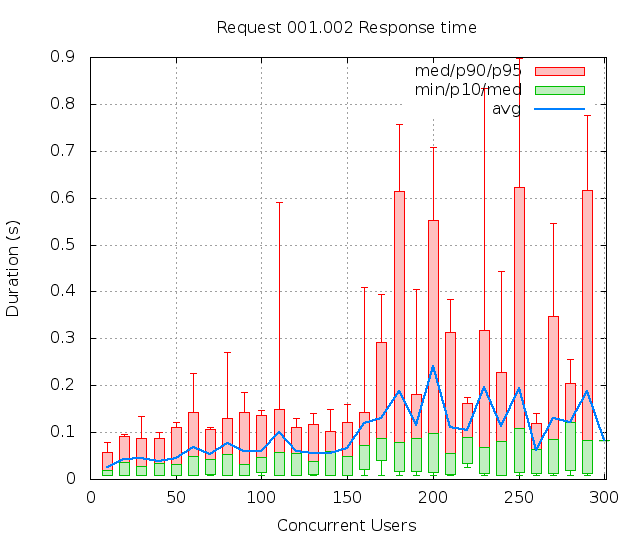 Request 001.002 Response time
0.9
0.8
0.7
0.6
0.5
0.4
0.3
0.2
0.1
0
Duration (s)
med/p90/p95
min/p10/med
avg
0 50 100 150 200 250 300
Concurrent Users